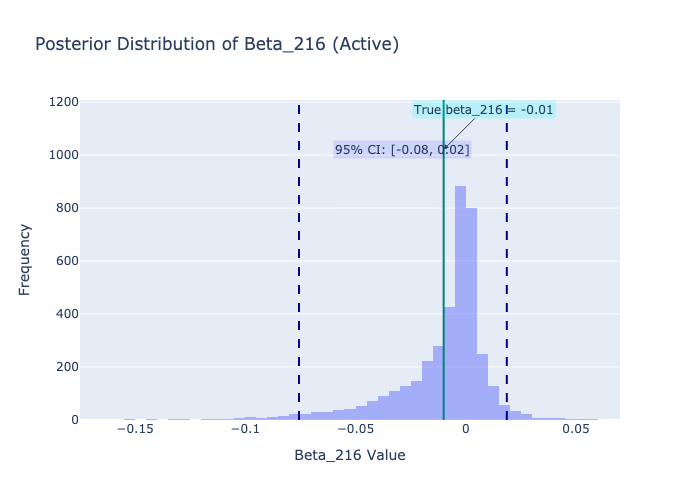 Posterior Distribution of Beta_216 (Active)
True beta_216 = -0.01
95% CI: [-0.08, 0.02]
1200
1000
800
600
400
200
0
Frequency
−0.15
−0.1
−0.05
0
0.05
Beta_216 Value